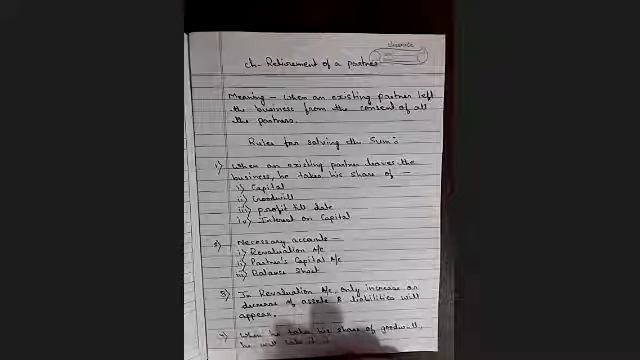 classmate
Ch- Retirement of a partner
Meaning - When an existing partner left
the business from the consent of all
the partners.
Rules for solving the Sum :
1) When an existing partner leaves the
business, he takes his share of -
i) Capital
ii) Goodwill
iii) profit till date
iv) Interest on Capital
2) Necessary accounts -
i) Revaluation A/c
ii) Partner's Capital A/c
iii) Balance Sheet
3) In Revaluation A/c, only increase or
decrease of assets & liabilities will
appear.
4) When he takes his share of goodwill,
he will take it